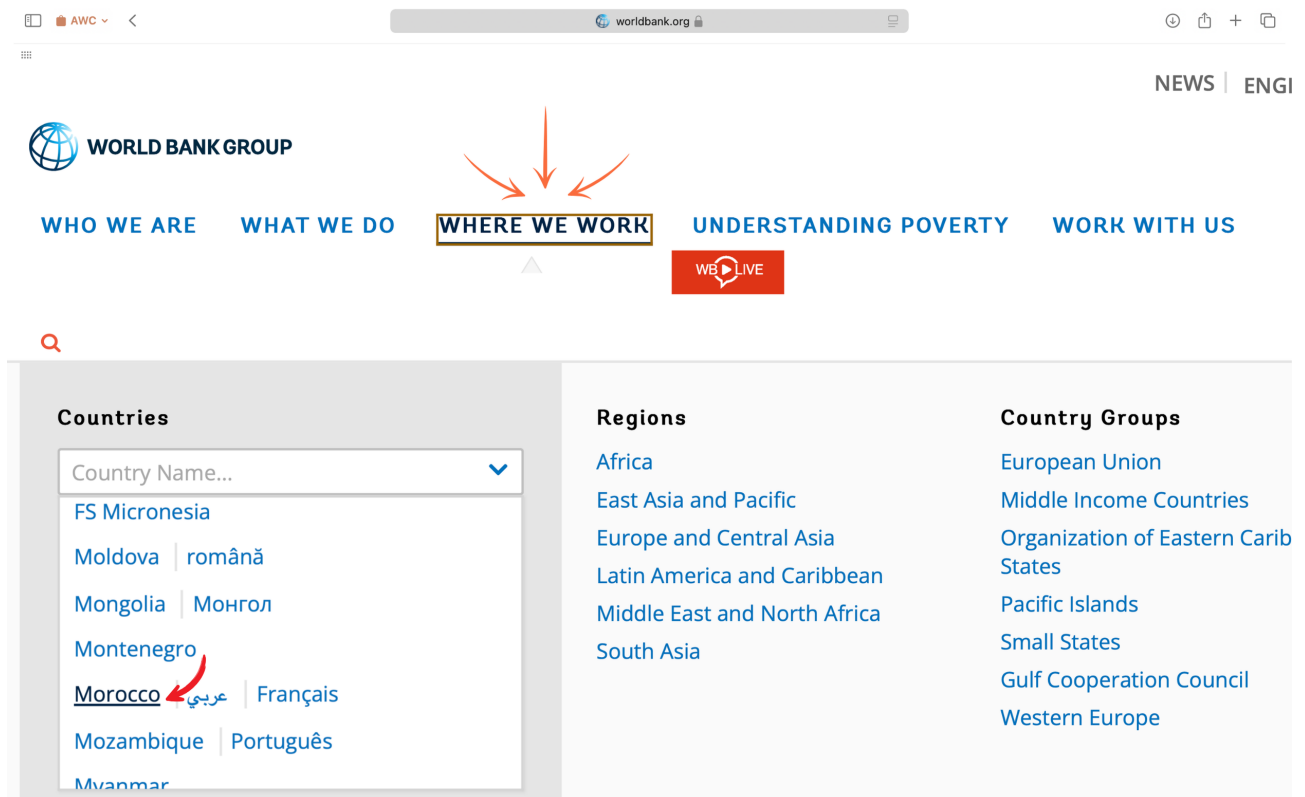 AWC
worldbank.org
NEWS
ENGI
WORLD BANK GROUP
WHO WE ARE
WHAT WE DO
WHERE WE WORK
UNDERSTANDING POVERTY
WORK WITH US
WB LIVE
Countries
Country Name...
FS Micronesia
Moldova română
Mongolia Монгол
Montenegro
Morocco عربي Français
Mozambique Português
Myanmar
Regions
Africa
East Asia and Pacific
Europe and Central Asia
Latin America and Caribbean
Middle East and North Africa
South Asia
Country Groups
European Union
Middle Income Countries
Organization of Eastern Carib
States
Pacific Islands
Small States
Gulf Cooperation Council
Western Europe